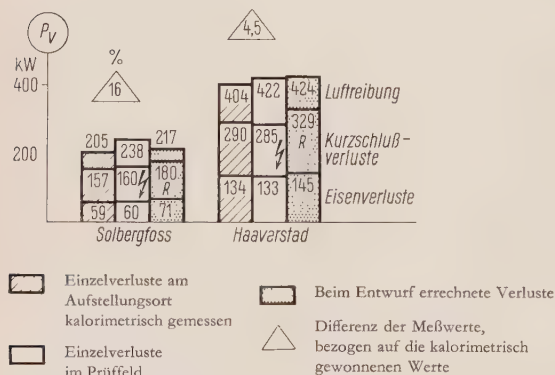 P_V
kW
400
200
%
16
4,5
205
238
217
157
160
180
R
59
60
71
Solbergfoss
404
422
424
290
285
329
R
134
133
145
Haaverstad
Luftreibung
Kurzschluß-
verluste
Eisenverluste
Einzelverluste am
Aufstellungsort
kalorimetrisch gemessen
Einzelverluste
im Prüffeld
Beim Entwurf errechnete Verluste
Differenz der Meßwerte,
bezogen auf die kalorimetrisch
gewonnenen Werte